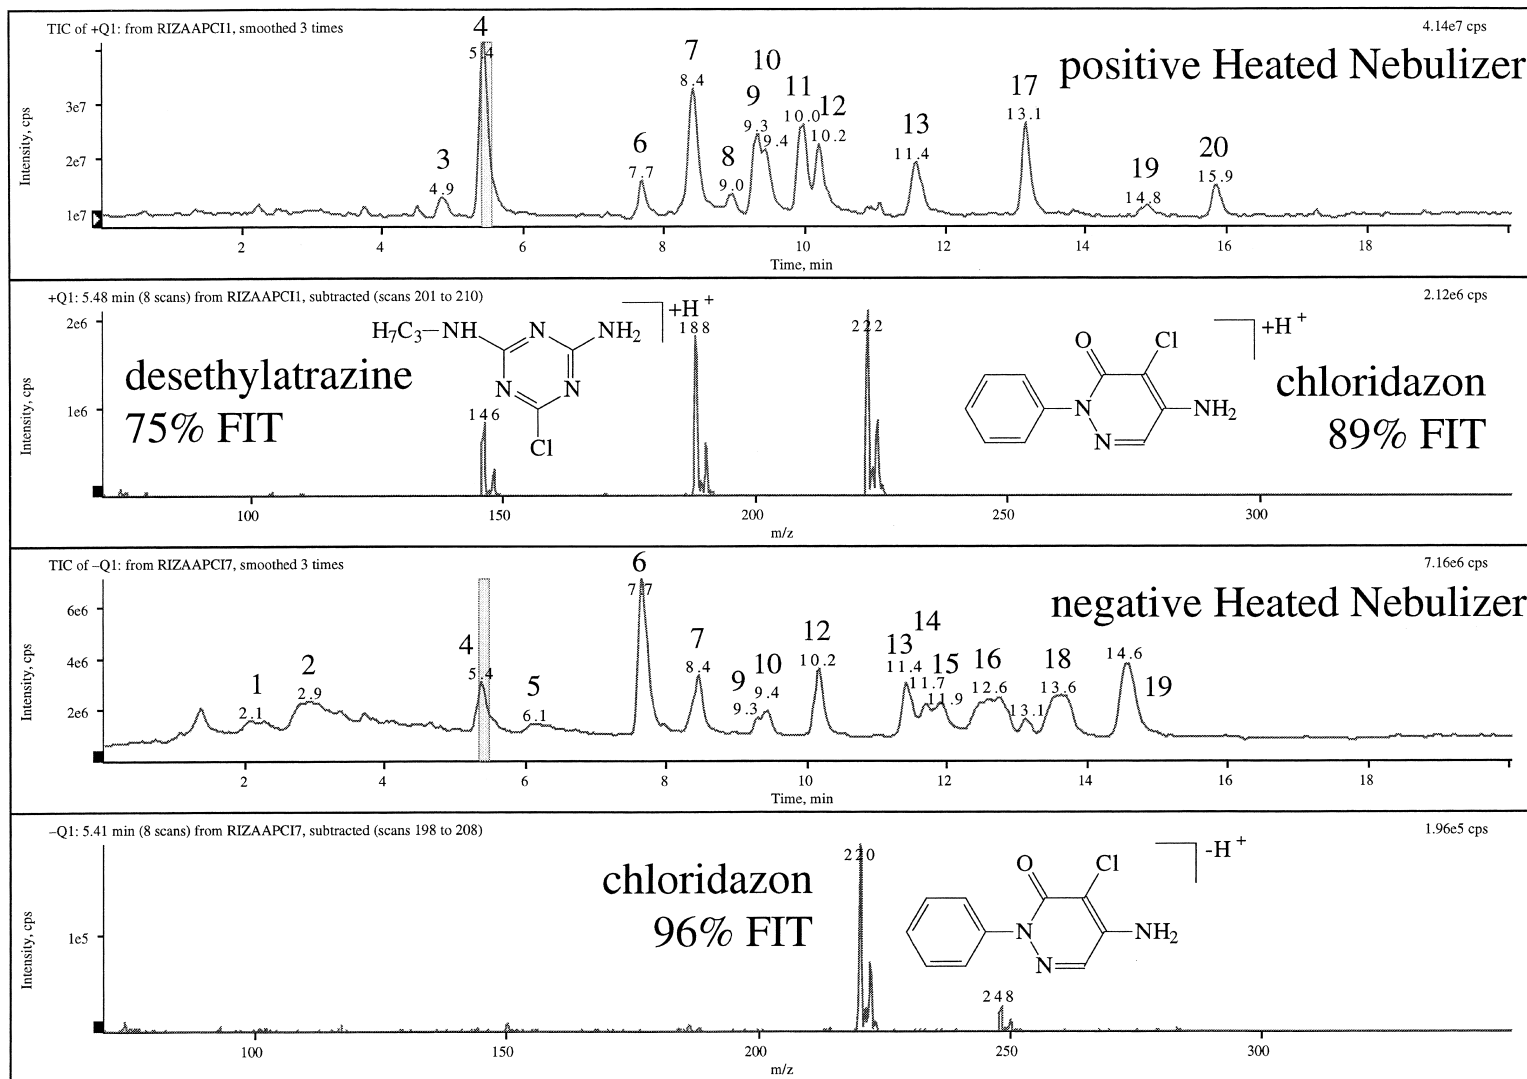 TIC of +Q1: from RIZAAPCI1, smoothed 3 times
4.14e7 cps
positive Heated Nebulizer
Intensity, cps
3e7
2e7
1e7
3
4.9
4
5.4
6
7.7
7
8.4
8
9.0
9
9.3
10
9.4
11
10.0
12
10.2
13
11.4
17
13.1
19
14.8
20
15.9
2 4 6 8 10 12 14 16 18
Time, min
+Q1: 5.48 min (8 scans) from RIZAAPCI1, subtracted (scans 201 to 210)
2.12e6 cps
Intensity, cps
2e6
1e6
desethylatrazine
75% FIT
H7C3—NH
N
NH2
N
N
Cl
+H+
146
188
222
O
Cl
N
N
NH2
+H+
chloridazon
89% FIT
100 150 200 250 300
m/z
TIC of –Q1: from RIZAAPCI7, smoothed 3 times
7.16e6 cps
negative Heated Nebulizer
Intensity, cps
6e6
4e6
2e6
1
2.1
2
2.9
4
5.4
5
6.1
6
7.7
7
8.4
9
9.3
10
9.4
12
10.2
13
11.4
14
11.7
15
11.9
16
12.6
13.1
18
13.6
14.6
19
2 4 6 8 10 12 14 16 18
Time, min
–Q1: 5.41 min (8 scans) from RIZAAPCI7, subtracted (scans 198 to 208)
1.96e5 cps
Intensity, cps
1e5
chloridazon
96% FIT
220
248
O
Cl
N
N
NH2
-H+
100 150 200 250 300
m/z